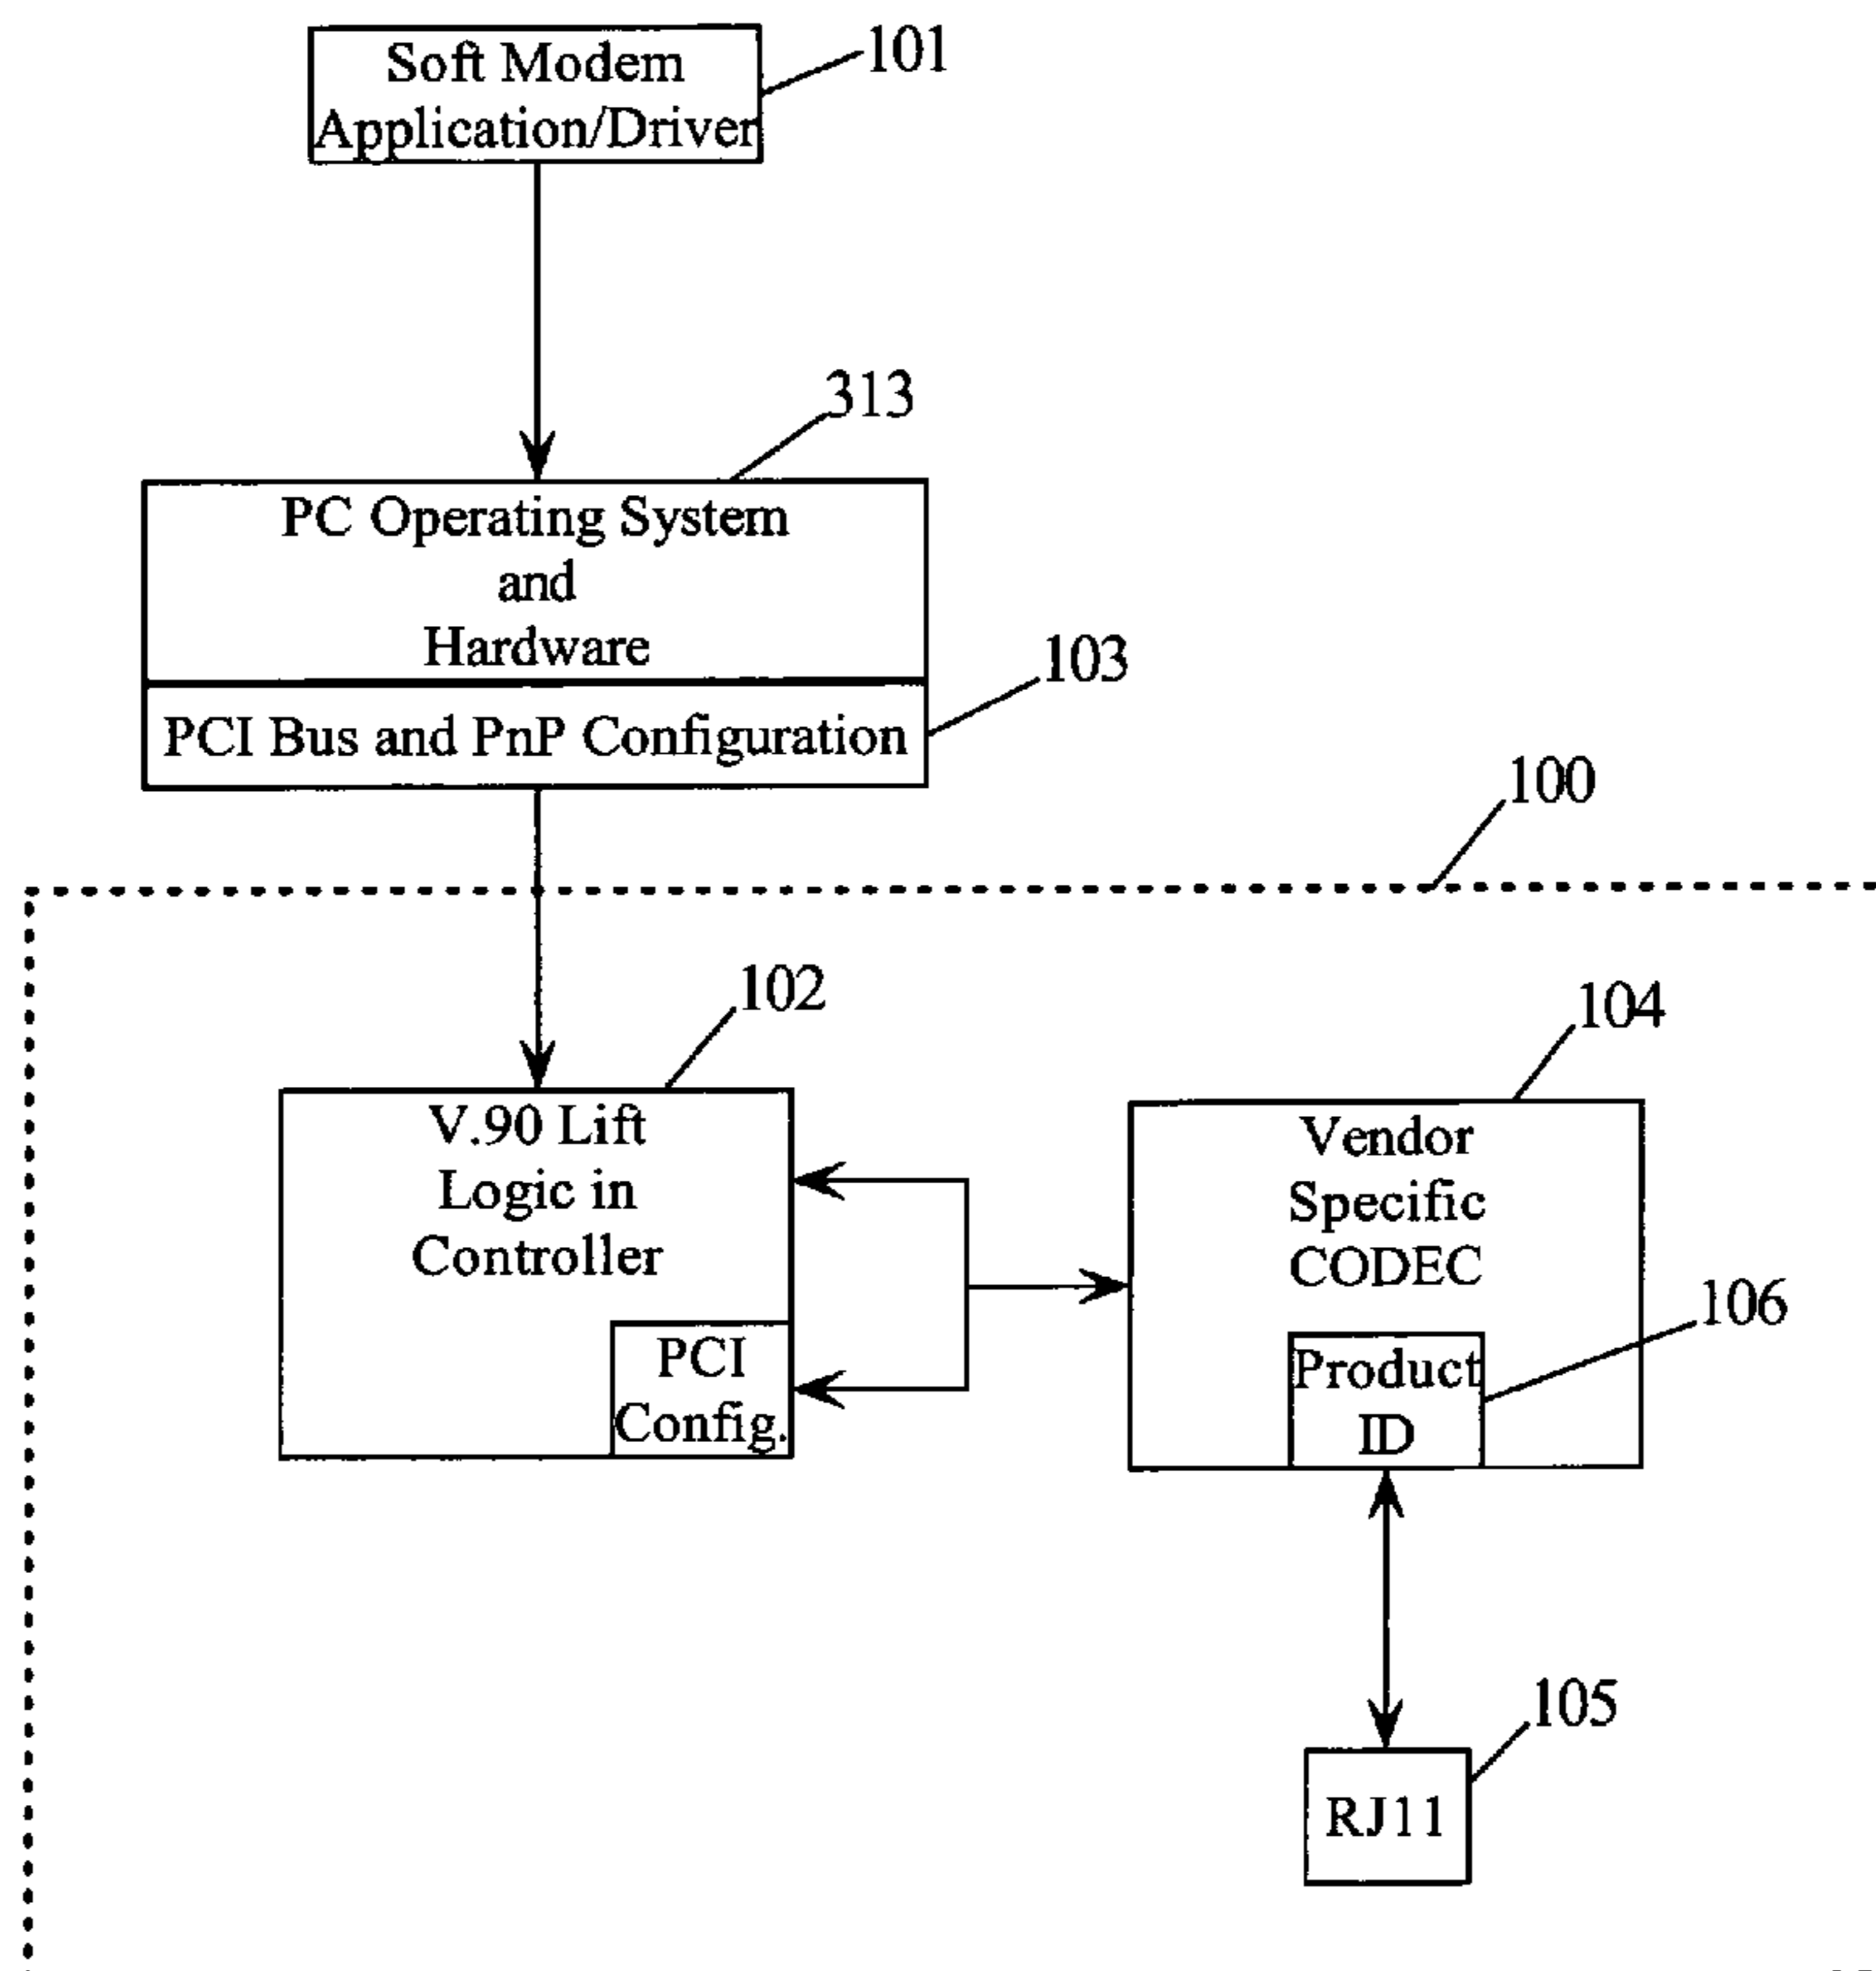 Soft Modem
Application/Driver
101
313
PC Operating System
and
Hardware
103
PCI Bus and PnP Configuration
100
102
104
V.90 Lift
Logic in
Controller
PCI
Config.
Vendor
Specific
CODEC
106
Product
ID
105
RJ11